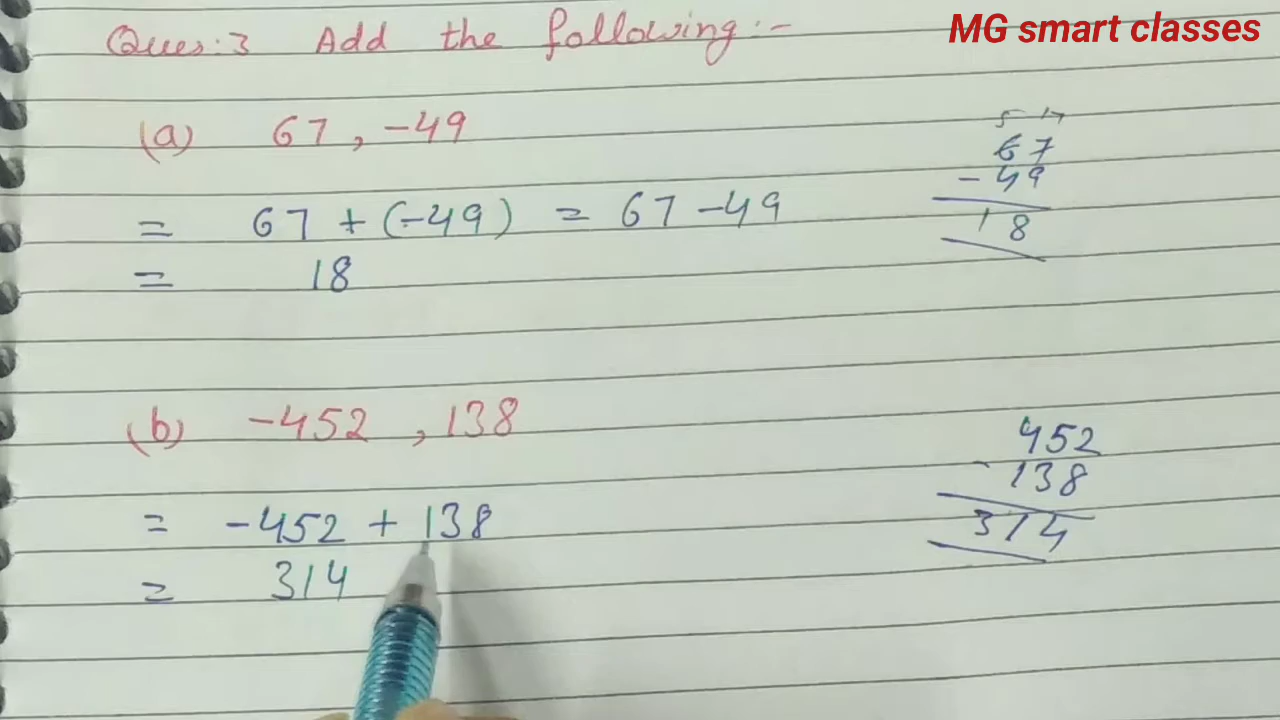 MG smart classes
Ques:3 Add the following:-
(a) 67, -49
= 67 + (-49) = 67 - 49
= 18
5 17
67
- 49
18
(b) -452, 138
= -452 + 138
= 314
452
- 138
314